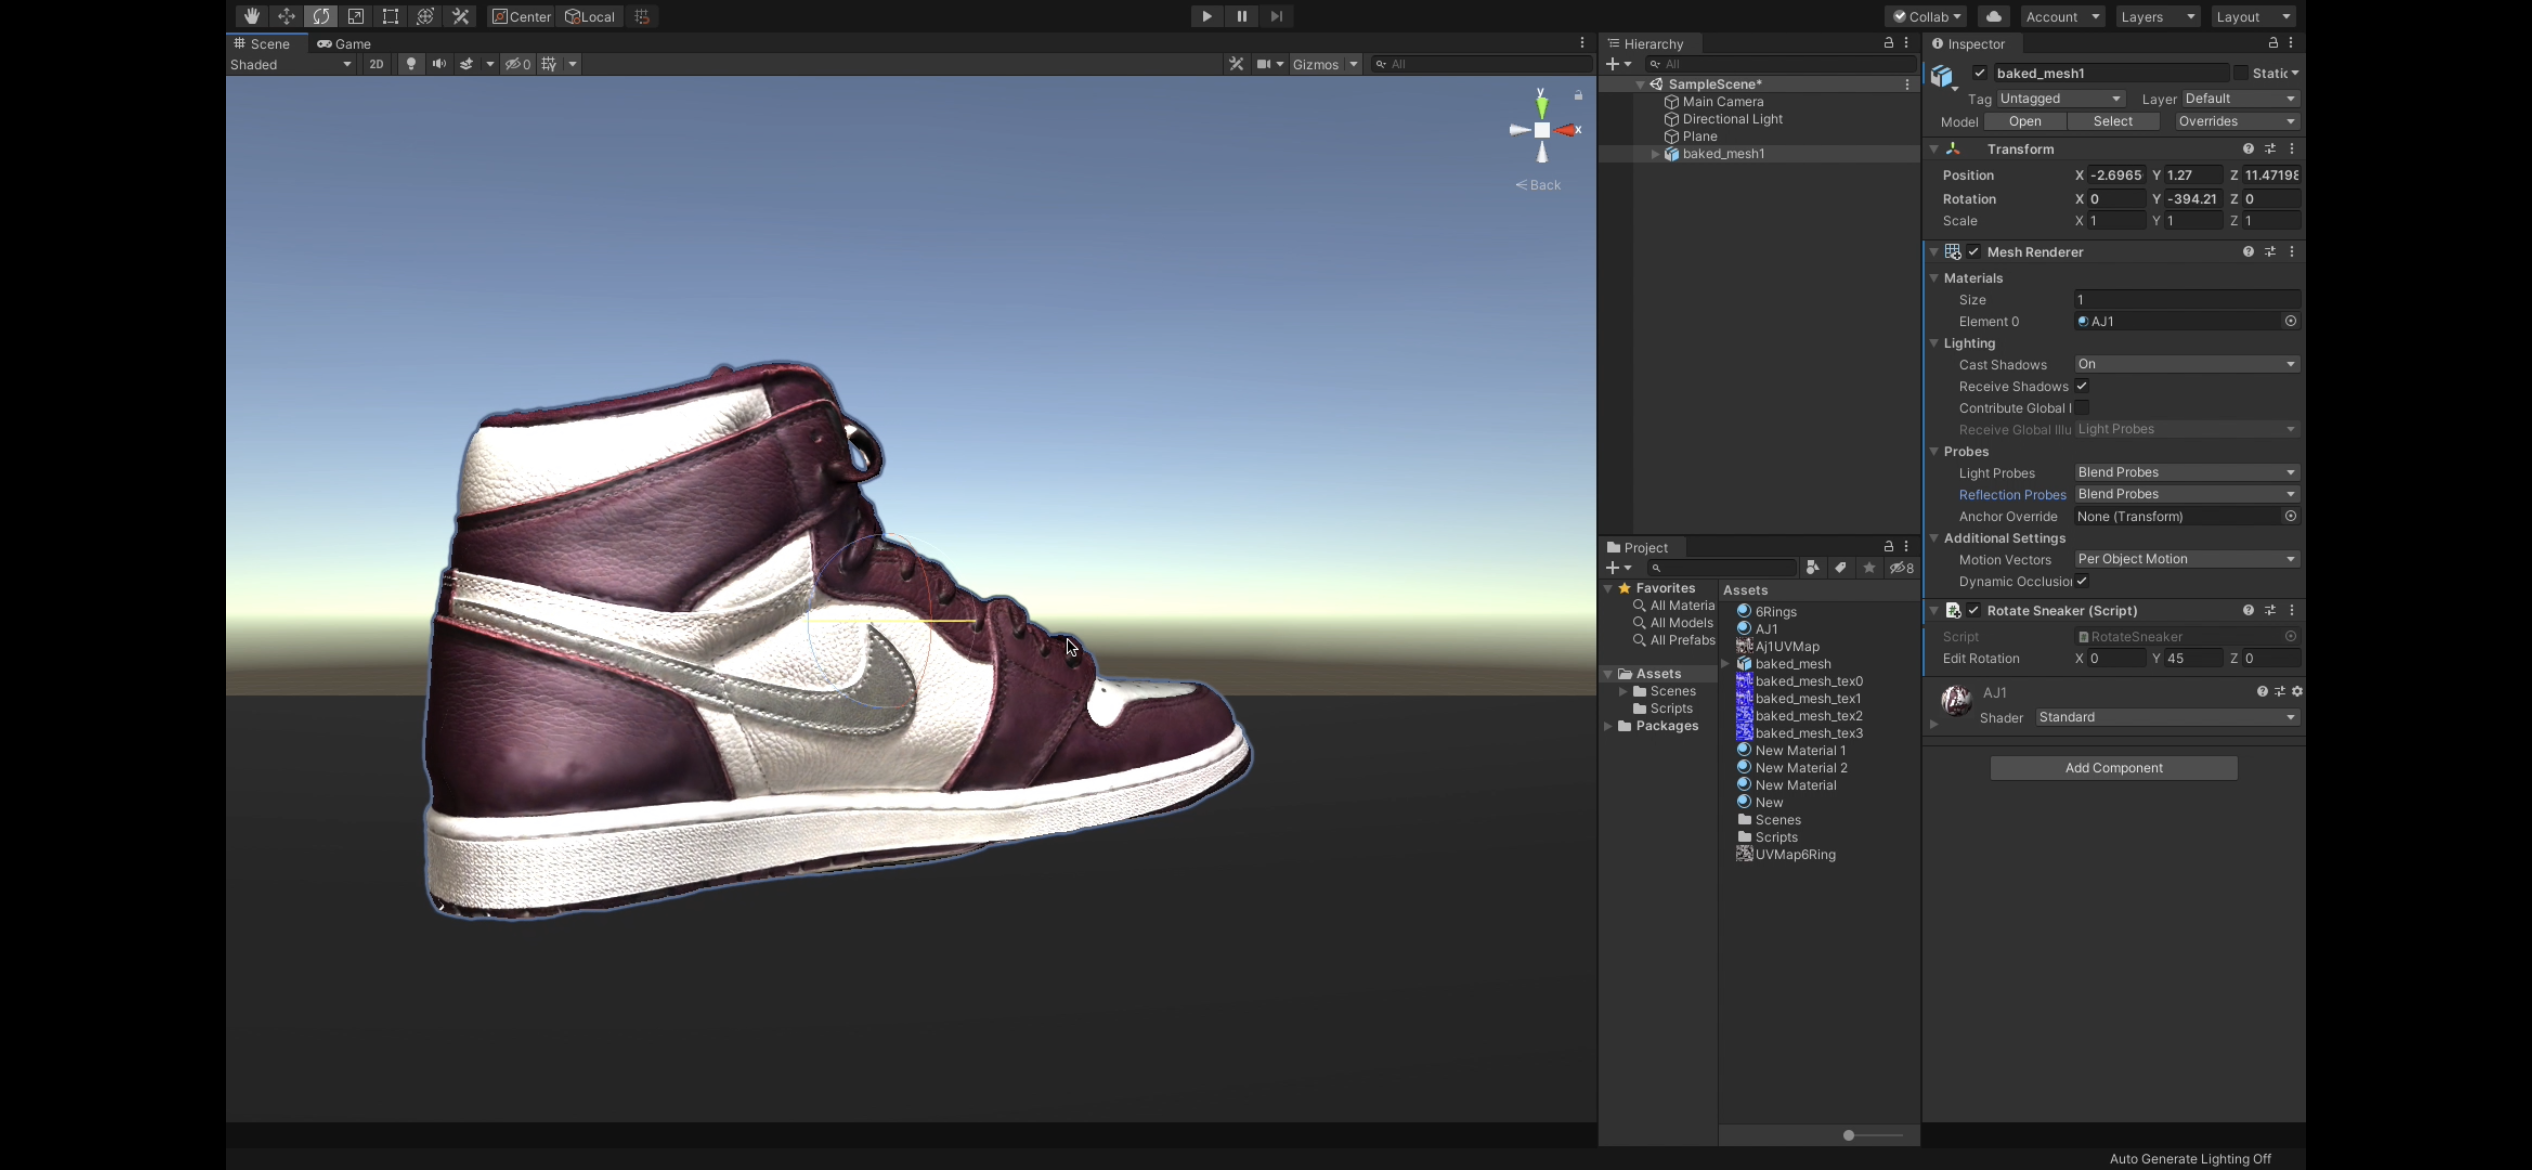 Center Local
Collab Account Layers Layout
Scene Game
Shaded 2D 0 Gizmos All
y
x
Back
Hierarchy
All
SampleScene*
Main Camera
Directional Light
Plane
baked_mesh1
Project
8
Favorites
All Materia
All Models
All Prefabs
Assets
Scenes
Scripts
Packages
Assets
6Rings
AJ1
Aj1UVMap
baked_mesh
baked_mesh_tex0
baked_mesh_tex1
baked_mesh_tex2
baked_mesh_tex3
New Material 1
New Material 2
New Material
New
Scenes
Scripts
UVMap6Ring
Inspector
baked_mesh1 Static
Tag Untagged Layer Default
Model Open Select Overrides
Transform
Position X -2.6965 Y 1.27 Z 11.47198
Rotation X 0 Y -394.21 Z 0
Scale X 1 Y 1 Z 1
Mesh Renderer
Materials
Size 1
Element 0 AJ1
Lighting
Cast Shadows On
Receive Shadows
Contribute Global I
Receive Global Illu Light Probes
Probes
Light Probes Blend Probes
Reflection Probes Blend Probes
Anchor Override None (Transform)
Additional Settings
Motion Vectors Per Object Motion
Dynamic Occlusion
Rotate Sneaker (Script)
Script RotateSneaker
Edit Rotation X 0 Y 45 Z 0
AJ1
Shader Standard
Add Component
Auto Generate Lighting Off